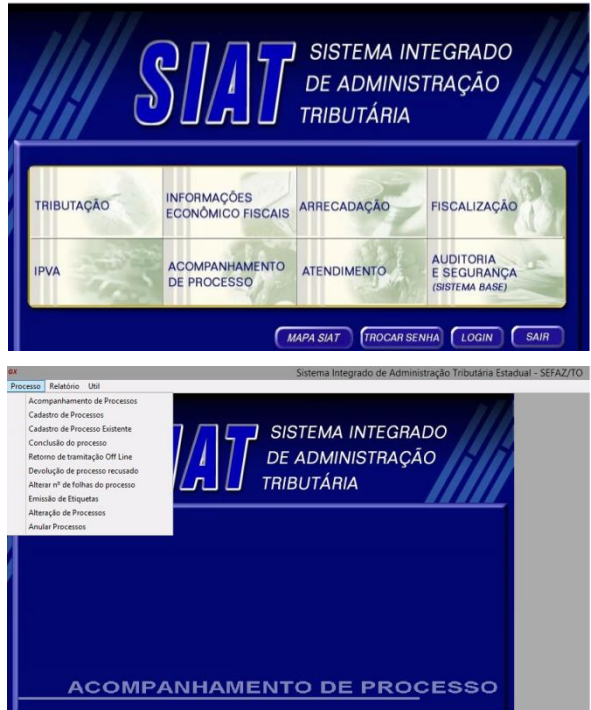 SIAT
SISTEMA INTEGRADO
DE ADMINISTRAÇÃO
TRIBUTÁRIA
TRIBUTAÇÃO
INFORMAÇÕES
ECONÔMICO FISCAIS
ARRECADAÇÃO
FISCALIZAÇÃO
IPVA
ACOMPANHAMENTO
DE PROCESSO
ATENDIMENTO
AUDITORIA
E SEGURANÇA
(SISTEMA BASE)
MAPA SIAT
TROCAR SENHA
LOGIN
SAIR
GX
Sistema Integrado de Administração Tributária Estadual - SEFAZ/TO
Processo Relatório Util
Acompanhamento de Processos
Cadastro de Processos
Cadastro de Processo Existente
Conclusão do processo
Retorno de tramitação Off Line
Devolução de processo recusado
Alterar nº de folhas do processo
Emissão de Etiquetas
Alteração de Processos
Anular Processos
AT
SISTEMA INTEGRADO
DE ADMINISTRAÇÃO
TRIBUTÁRIA
ACOMPANHAMENTO DE PROCESSO